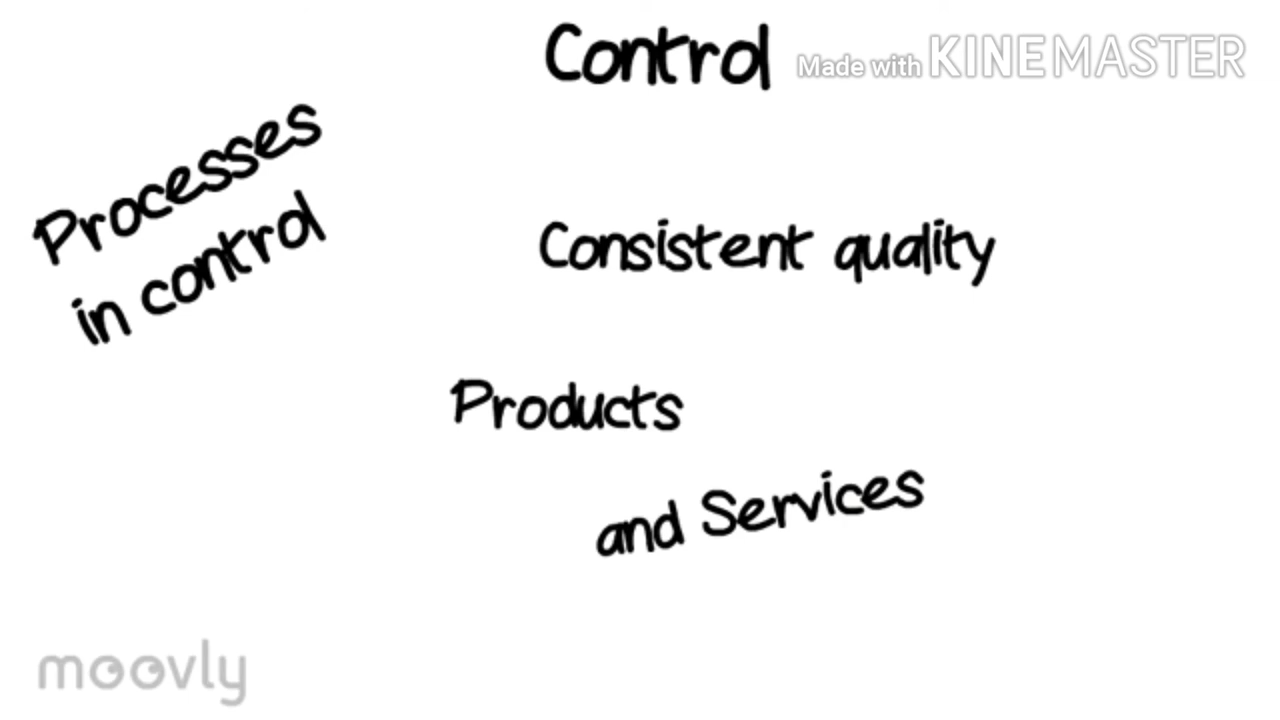 Control
Made with KINEMASTER
Processes
in control
Consistent quality
Products
and Services
moovly